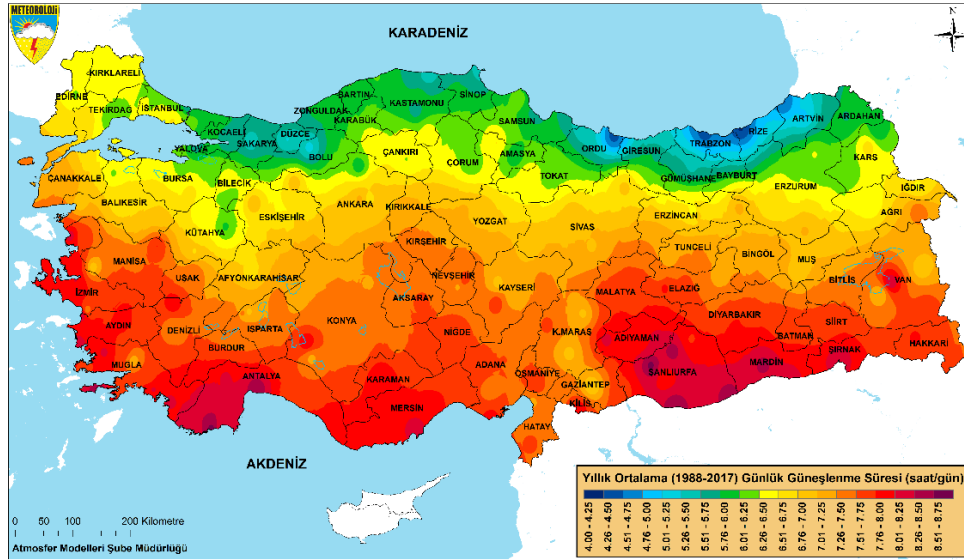 METEOROLOJİ
KARADENİZ
KIRKLARELİ
EDİRNE
TEKİRDAG
İSTANBUL
KOCAELİ
YALOVA
SAKARYA
DÜZCE
ZONGULDAK
BARTIN
KARABÜK
KASTAMONU
SİNOP
SAMSUN
BOLU
ÇANKIRI
ÇORUM
AMASYA
TOKAT
ORDU
GİRESUN
TRABZON
RİZE
ARTVİN
ARDAHAN
GÜMÜŞHANE
BAYBURT
KARS
ÇANAKKALE
BURSA
BİLECİK
ERZURUM
IĞDIR
BALIKESİR
ESKİŞEHİR
ANKARA
KIRIKKALE
YOZGAT
SİVAS
ERZİNCAN
AĞRI
KÜTAHYA
KIRŞEHİR
TUNCELİ
BİNGÖL
MUŞ
MANİSA
UŞAK
AFYONKARAHİSAR
NEVŞEHİR
KAYSERİ
MALATYA
ELAZIĞ
BİTLİS
VAN
İZMİR
AKSARAY
KONYA
DİYARBAKIR
AYDIN
DENİZLİ
ISPARTA
NİĞDE
K.MARAŞ
ADIYAMAN
BATMAN
SİİRT
ŞIRNAK
HAKKARİ
BURDUR
MUĞLA
ANTALYA
KARAMAN
ADANA
OSMANİYE
GAZİANTEP
ŞANLIURFA
MARDİN
MERSİN
KİLİS
HATAY
AKDENİZ
Yıllık Ortalama (1988-2017) Günlük Güneşlenme Süresi (saat/gün)
4.00 - 4.25
4.26 - 4.50
4.51 - 4.75
4.76 - 5.00
5.01 - 5.25
5.26 - 5.50
5.51 - 5.75
5.76 - 6.00
6.01 - 6.25
6.26 - 6.50
6.51 - 6.75
6.76 - 7.00
7.01 - 7.25
7.26 - 7.50
7.51 - 7.75
7.76 - 8.00
8.01 - 8.25
8.26 - 8.50
8.51 - 8.75
0 50 100 200 Kilometre
Atmosfer Modelleri Şube Müdürlüğü